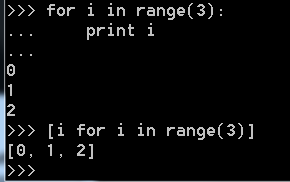 >>> for i in range(3):
...     print i
...
0
1
2
>>> [i for i in range(3)]
[0, 1, 2]
>>>